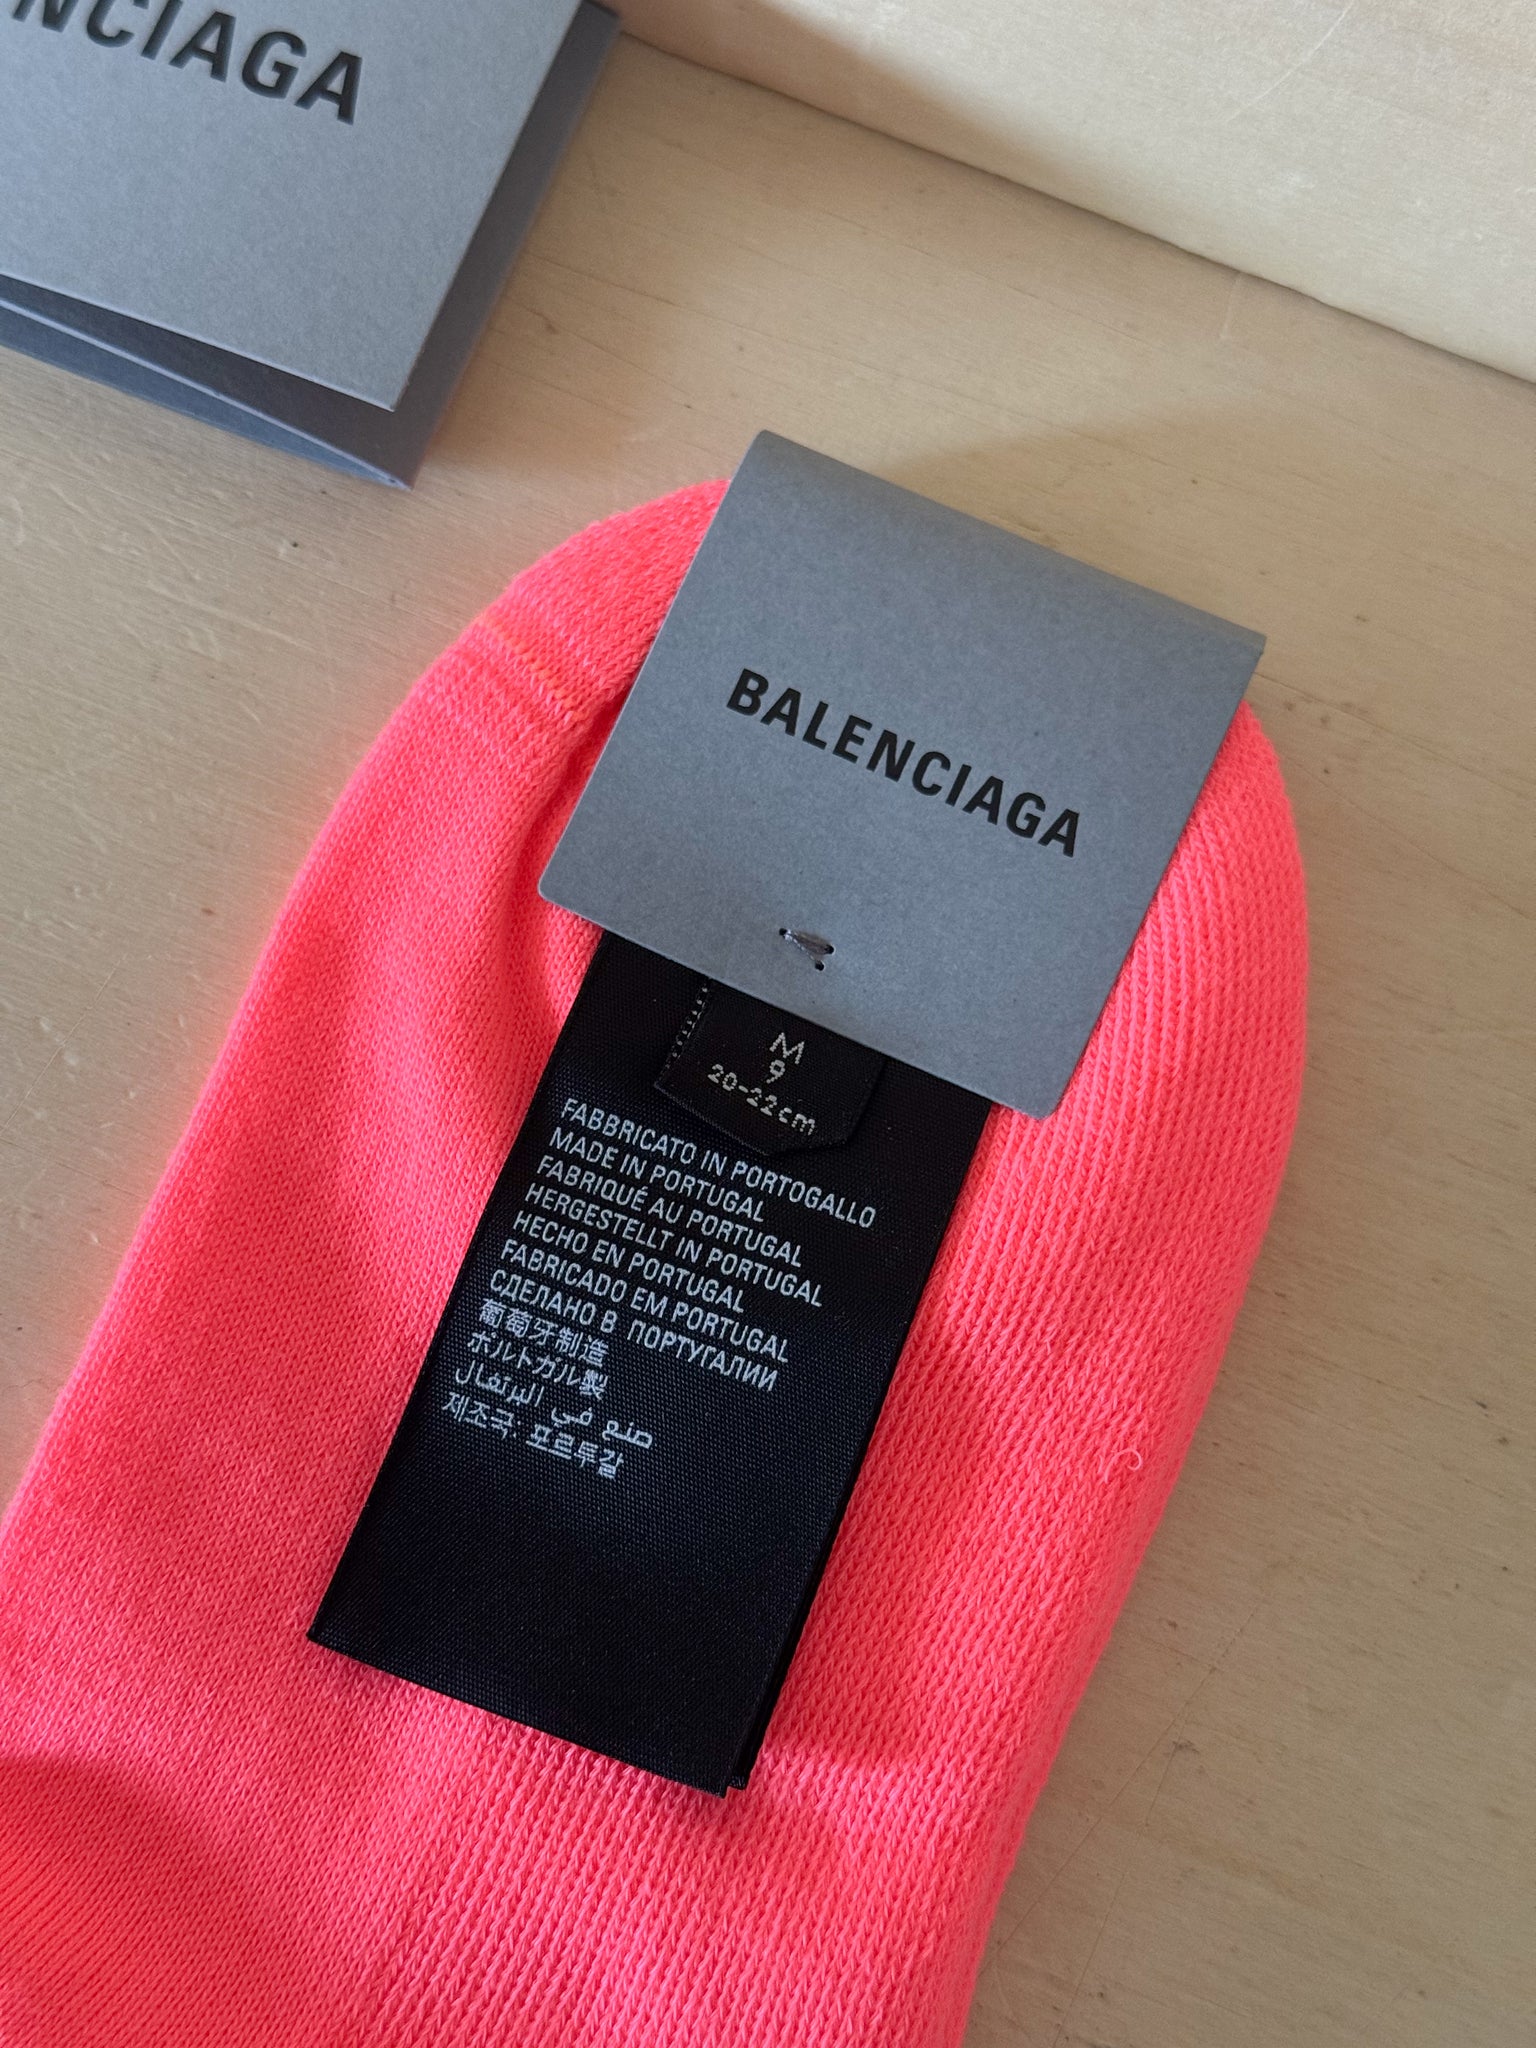 NCIAGA
BALENCIAGA
M
9
20-22cm
FABBRICATO IN PORTOGALLO
MADE IN PORTUGAL
FABRIQUÉ AU PORTUGAL
HERGESTELLT IN PORTUGAL
HECHO EN PORTUGAL
FABRICADO EM PORTUGAL
СДЕЛАНО В ПОРТУГАЛИИ
葡萄牙制造
ポルトガル製
صنع في البرتغال
제조국: 포르투갈